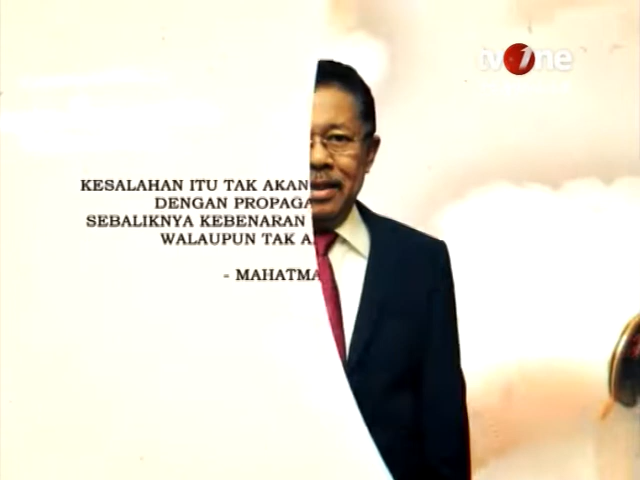 tvOne
KESALAHAN ITU TAK AKAN
DENGAN PROPAGA
SEBALIKNYA KEBENARAN
WALAUPUN TAK A
- MAHATMA